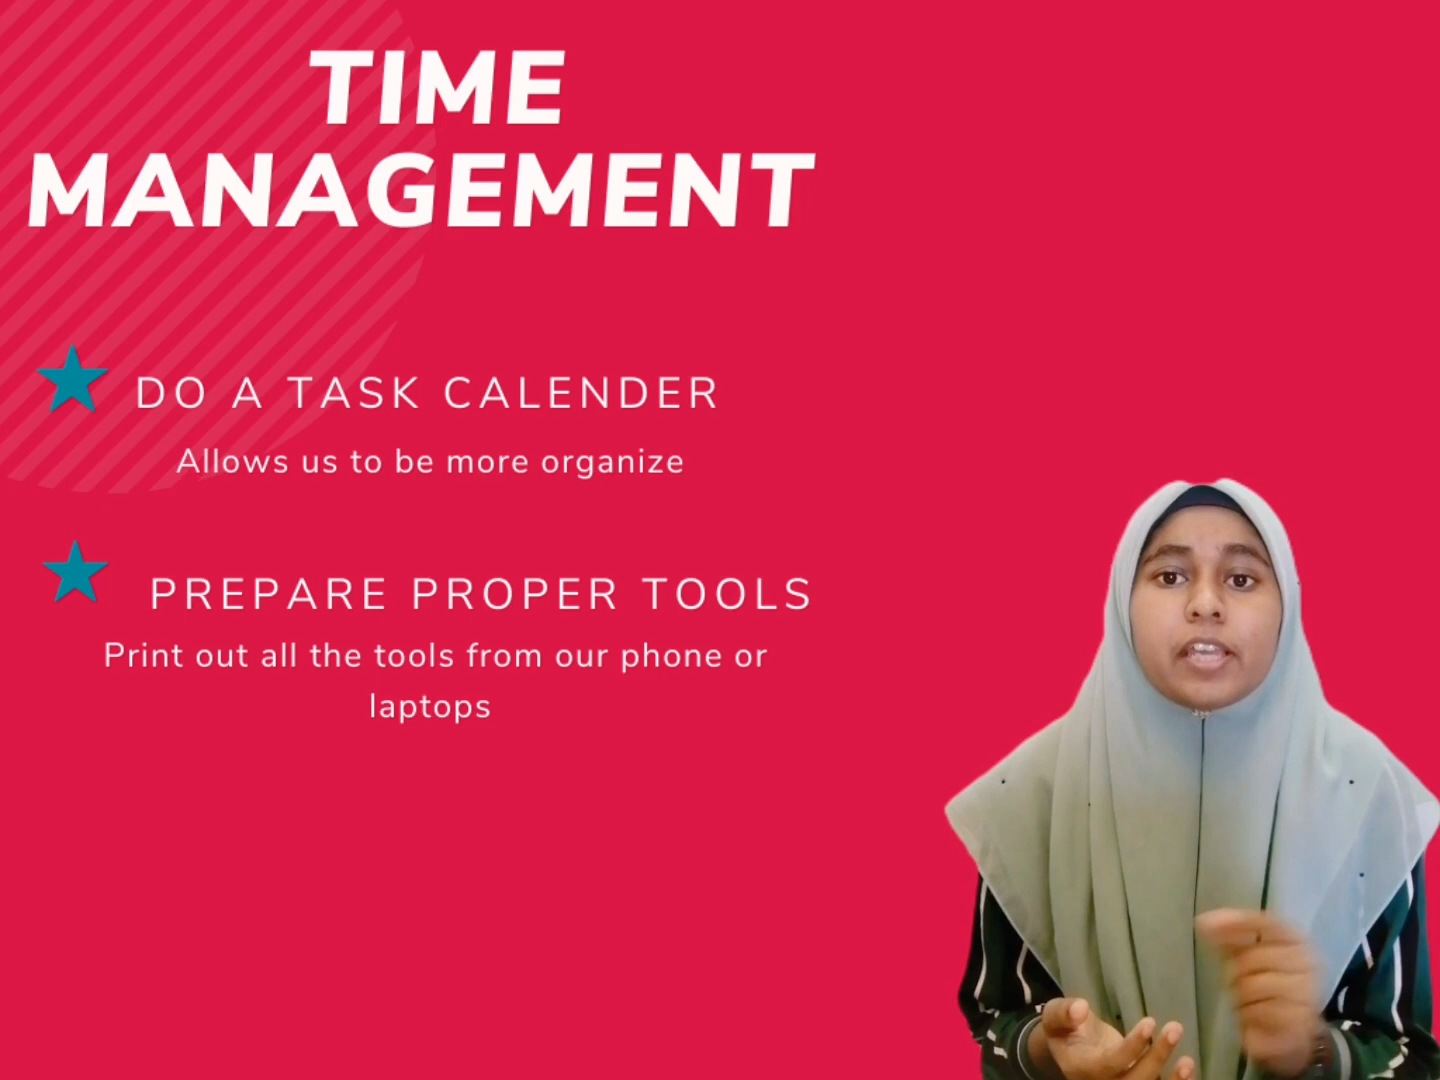 TIME
MANAGEMENT
DO A TASK CALENDER
Allows us to be more organize
PREPARE PROPER TOOLS
Print out all the tools from our phone or
laptops